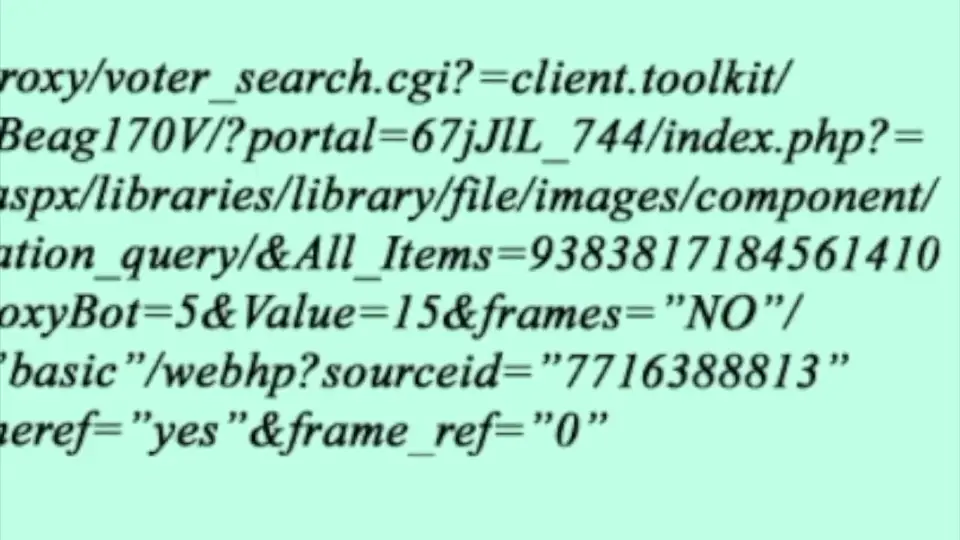 roxy/voter_search.cgi?=client.toolkit/
Beag170V/?portal=67jJlL_744/index.php?=
aspx/libraries/library/file/images/component/
ation_query/&All_Items=9383817184561410
oxyBot=5&Value=15&frames=”NO”/
”basic”/webhp?sourceid=”7716388813”
heref=”yes”&frame_ref=”0”